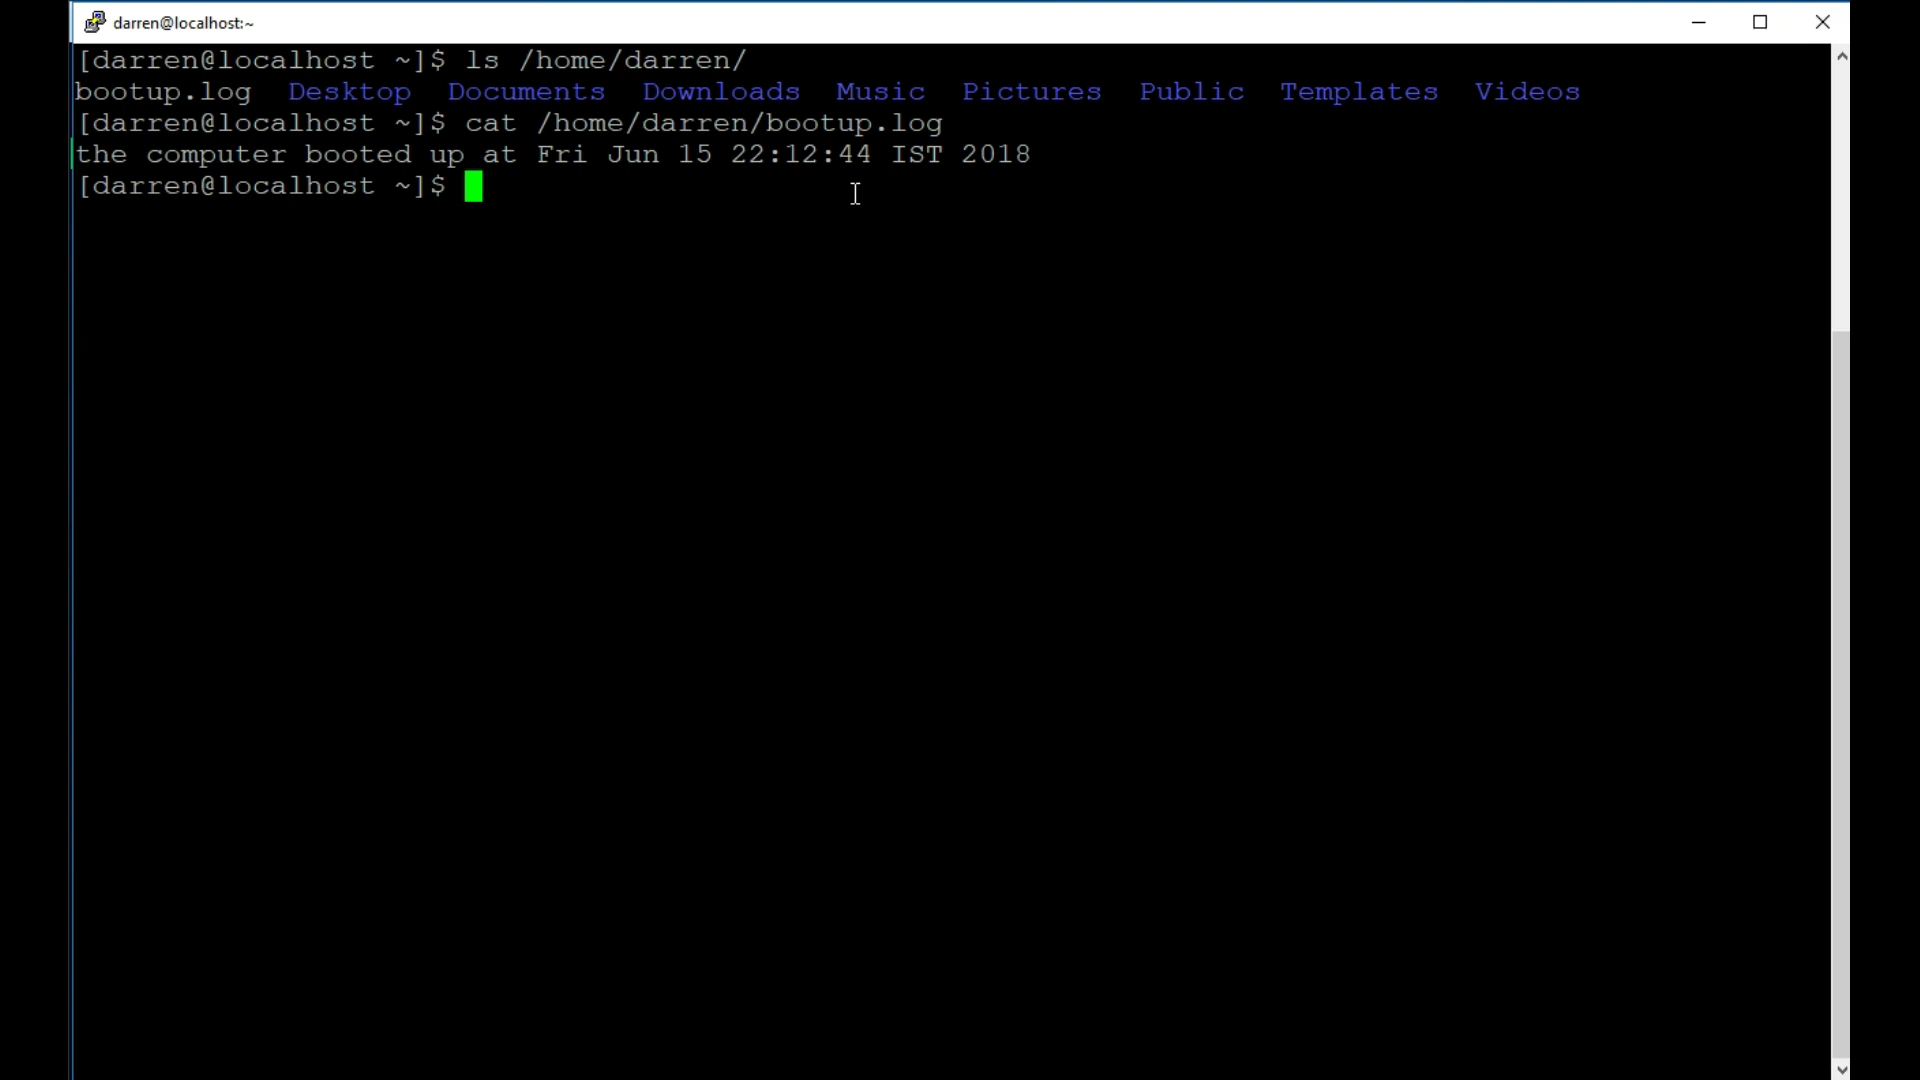 darren@localhost:~
[darren@localhost ~]$ ls /home/darren/
bootup.log  Desktop  Documents  Downloads  Music  Pictures  Public  Templates  Videos
[darren@localhost ~]$ cat /home/darren/bootup.log
the computer booted up at Fri Jun 15 22:12:44 IST 2018
[darren@localhost ~]$